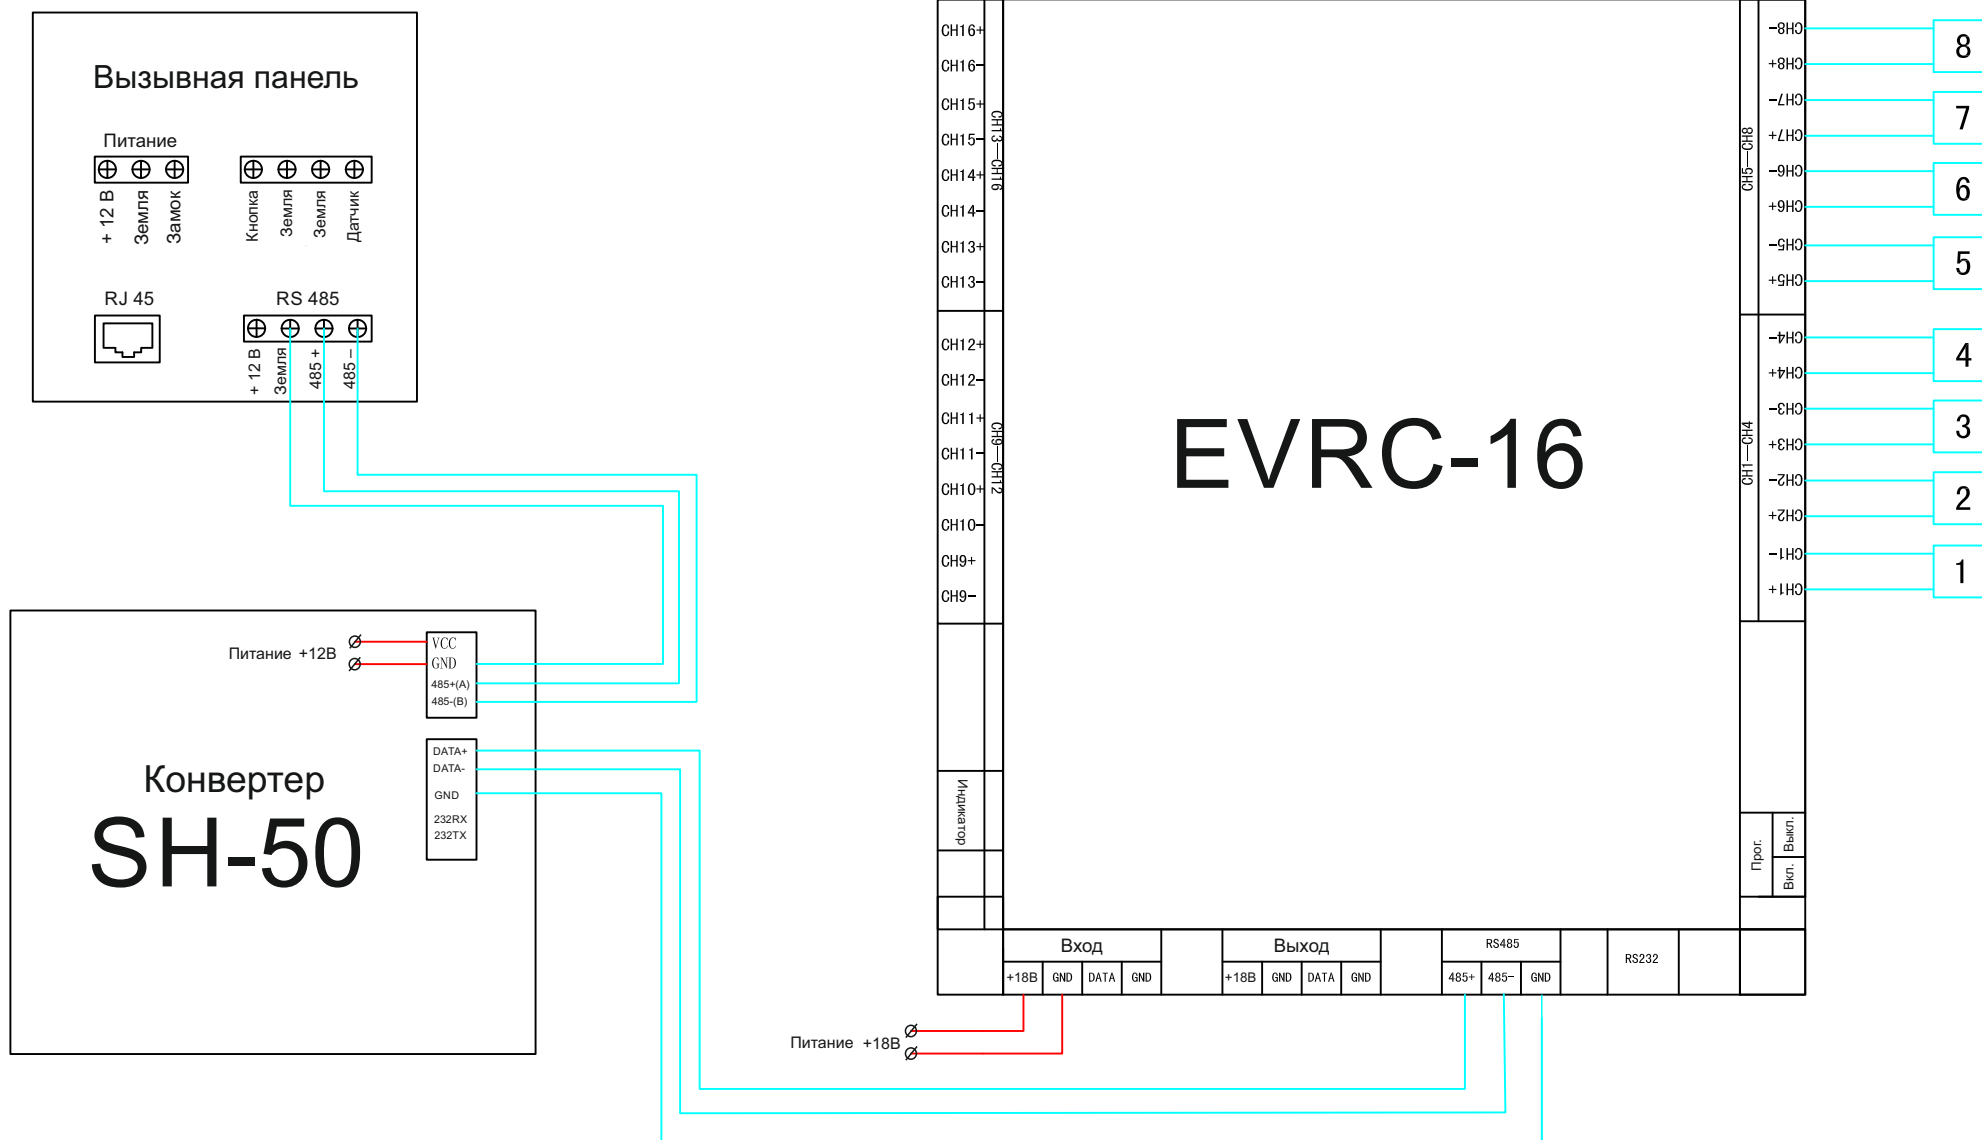 Вызывная панель
Питание
+ 12 В
Земля
Замок
Кнопка
Земля
Земля
Датчик
RJ 45
RS 485
+ 12 В
Земля
485 +
485 –
Питание +12В
VCC
GND
485+(A)
485-(B)
Конвертер
SH-50
DATA+
DATA-
GND
232RX
232TX
CH16+
CH16-
CH15+
CH15-
CH14+
CH14-
CH13+
CH13-
CH13—CH16
CH12+
CH12-
CH11+
CH11-
CH10+
CH10-
CH9+
CH9-
CH9—CH12
Индикатор
EVRC-16
CH5—CH8
CH8-
CH8+
CH7-
CH7+
CH6-
CH6+
CH5-
CH5+
CH1—CH4
CH4-
CH4+
CH3-
CH3+
CH2-
CH2+
CH1-
CH1+
8
7
6
5
4
3
2
1
Прог.
Выкл.
Вкл.
Вход
+18В GND DATA GND
Выход
+18В GND DATA GND
RS485
485+ 485- GND
RS232
Питание +18В